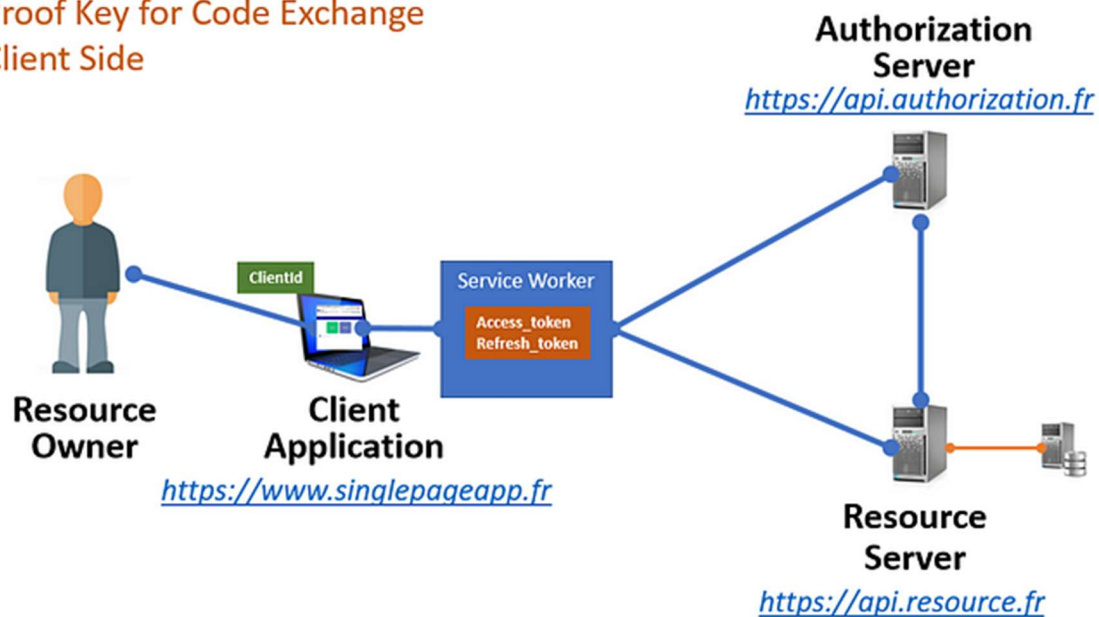 roof Key for Code Exchange
Client Side
Authorization
Server
https://api.authorization.fr
ClientId
Service Worker
Access_token
Refresh_token
Resource
Owner
Client
Application
https://www.singlepageapp.fr
Resource
Server
https://api.resource.fr